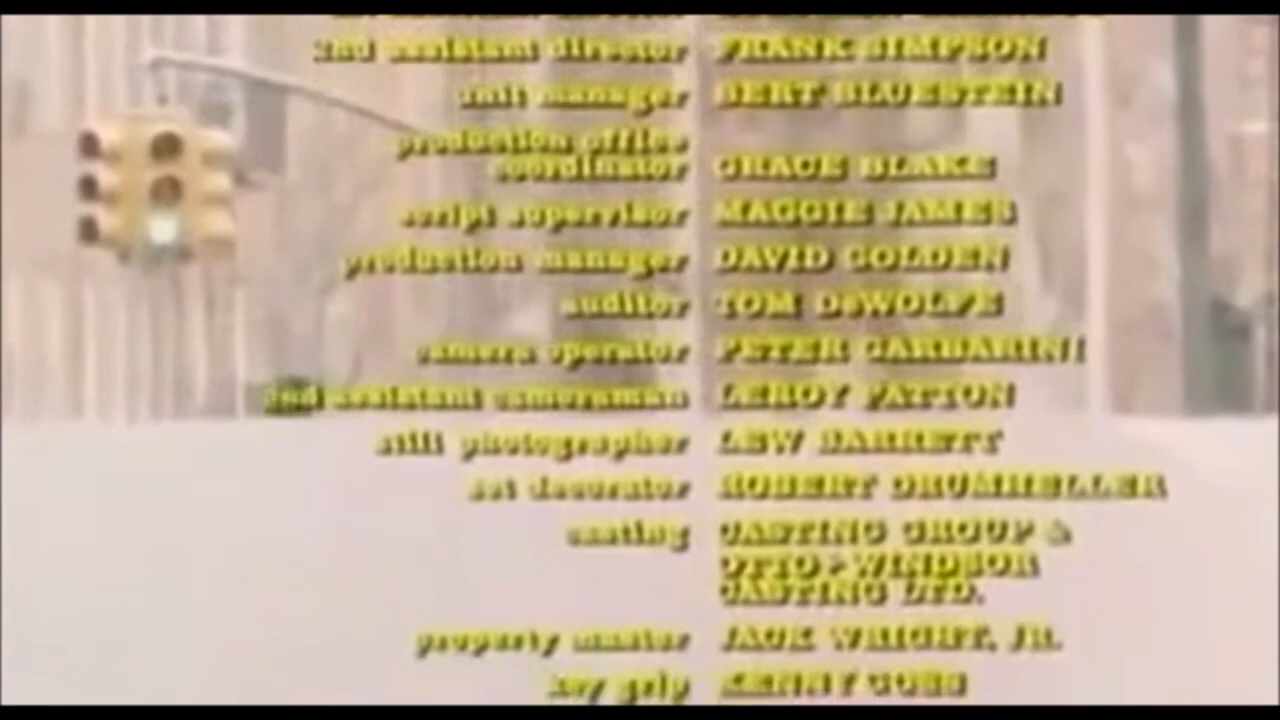 2nd assistant director FRANK SIMPSON
unit manager BERT BLUESTEIN
production office
coordinator GRACE BLAKE
script supervisor MAGGIE JAMES
production manager DAVID GOLDEN
auditor TOM DeWOLFE
camera operator PETER GARBARINI
2nd assistant cameraman LEROY PATTON
still photographer LEW BARRETT
set decorator ROBERT DRUMHELLER
casting CASTING GROUP &
OTTO-WINDSOR
CASTING LTD.
property master JACK WRIGHT, JR.
key grip KENNY GOSS